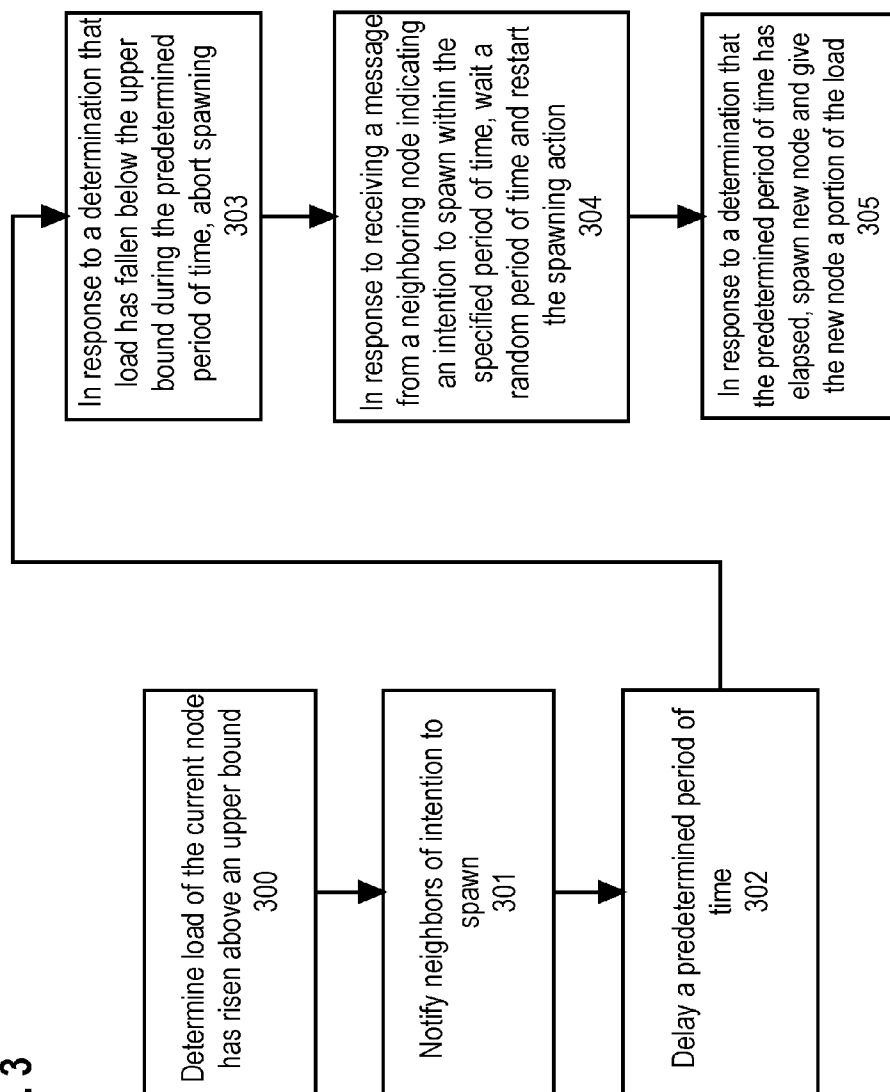 . 3
Determine load of the current node
has risen above an upper bound
300
Notify neighbors of intention to
spawn
301
Delay a predetermined period of
time
302
In response to a determination that
load has fallen below the upper
bound during the predetermined
period of time, abort spawning
303
In response to receiving a message
from a neighboring node indicating
an intention to spawn within the
specified period of time, wait a
random period of time and restart
the spawning action
304
In response to a determination that
the predetermined period of time has
elapsed, spawn new node and give
the new node a portion of the load
305